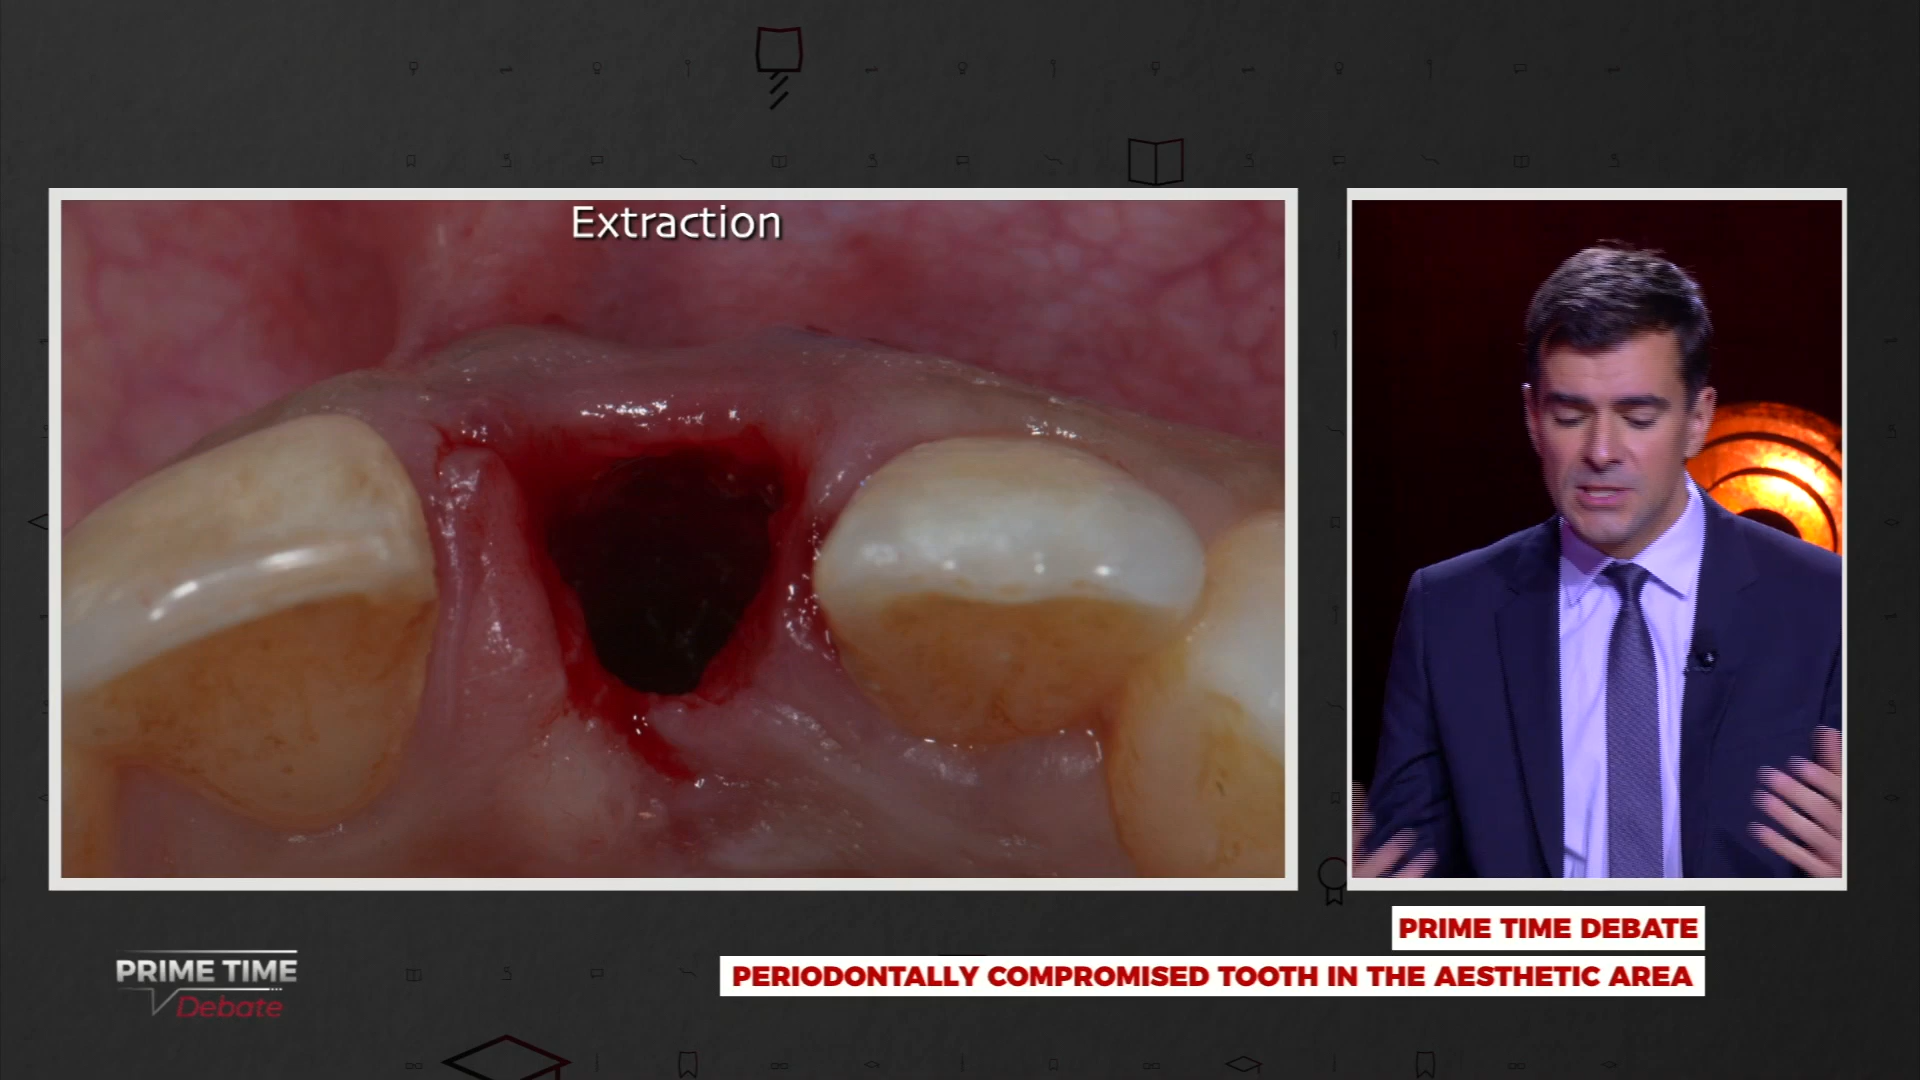 Extraction
PRIME TIME DEBATE
PERIODONTALLY COMPROMISED TOOTH IN THE AESTHETIC AREA
PRIME TIME
Debate